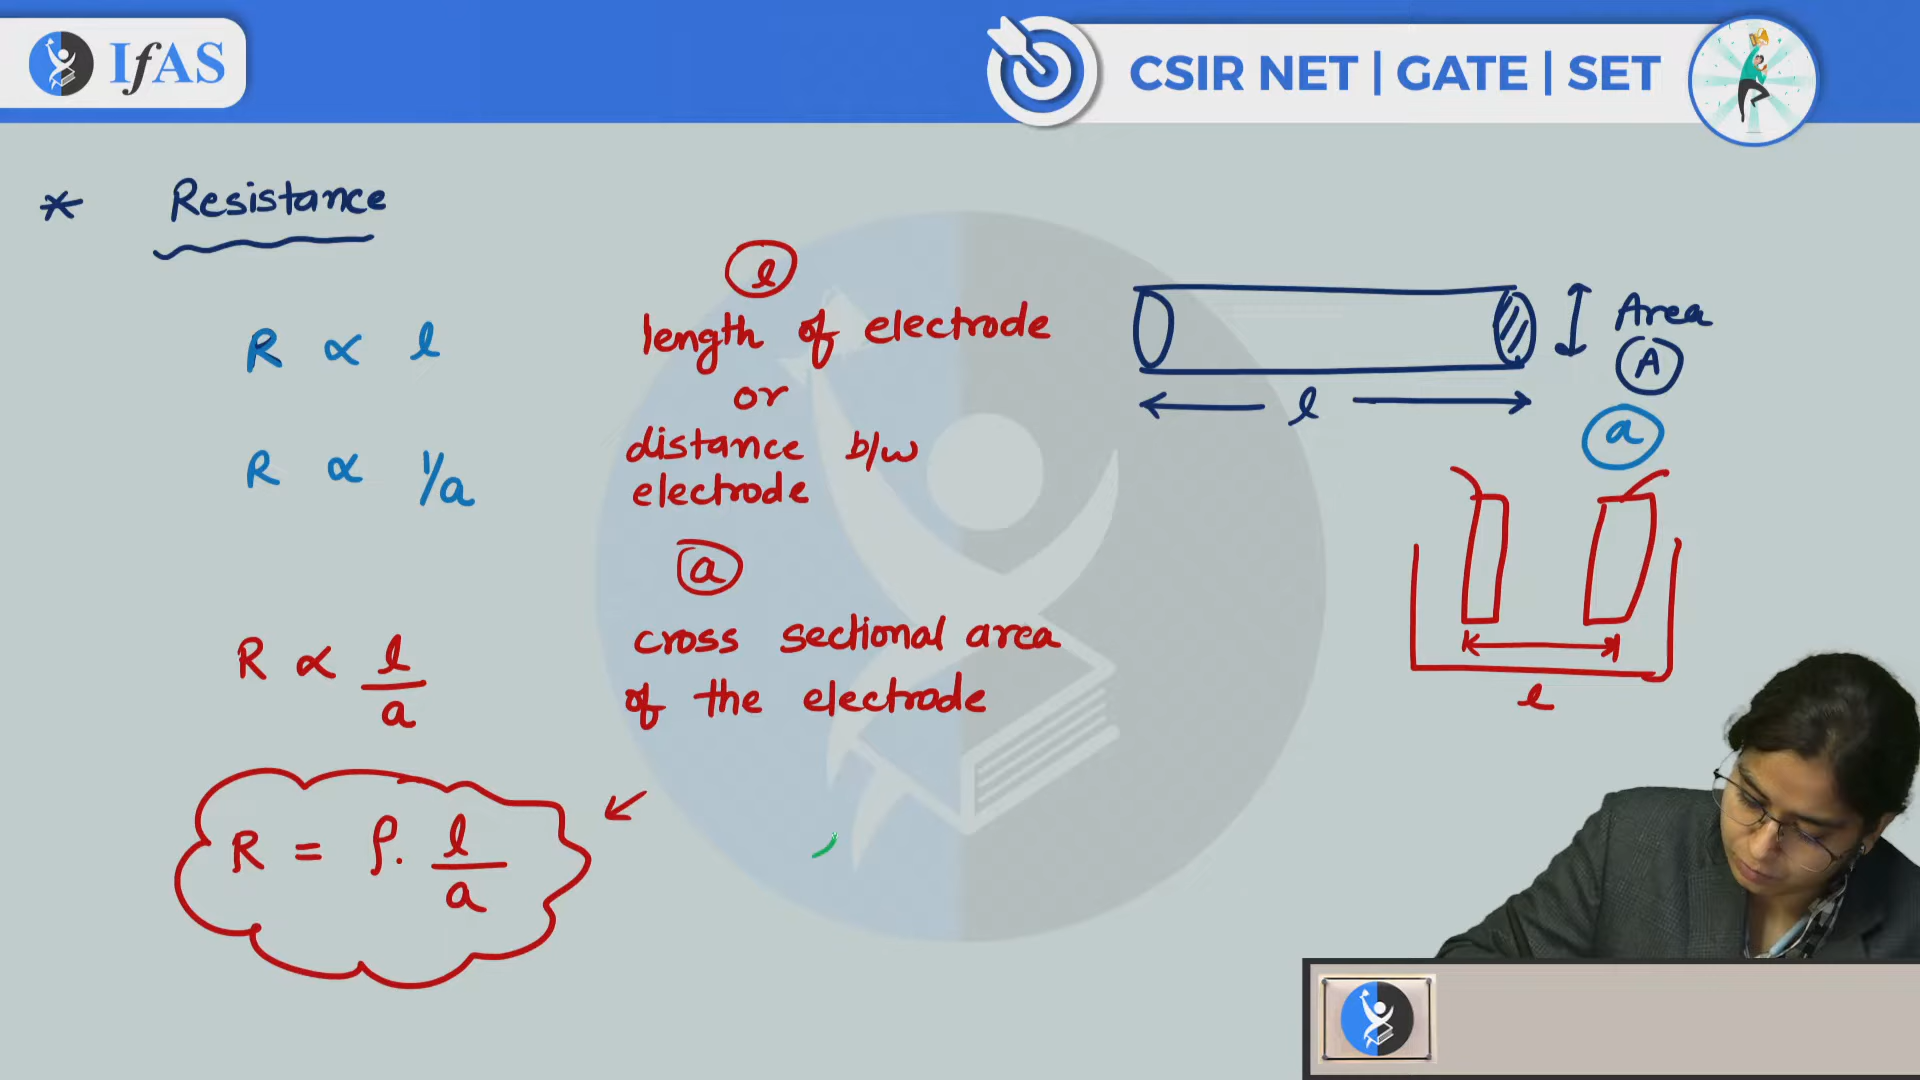 IfAS
CSIR NET | GATE | SET
* Resistance
R ∝ l
R ∝ 1/a
R ∝ l/a
R = ρ. l/a
l
length of electrode
or
distance b/w
electrode
a
cross sectional area
of the electrode
Area
A
l
a
l